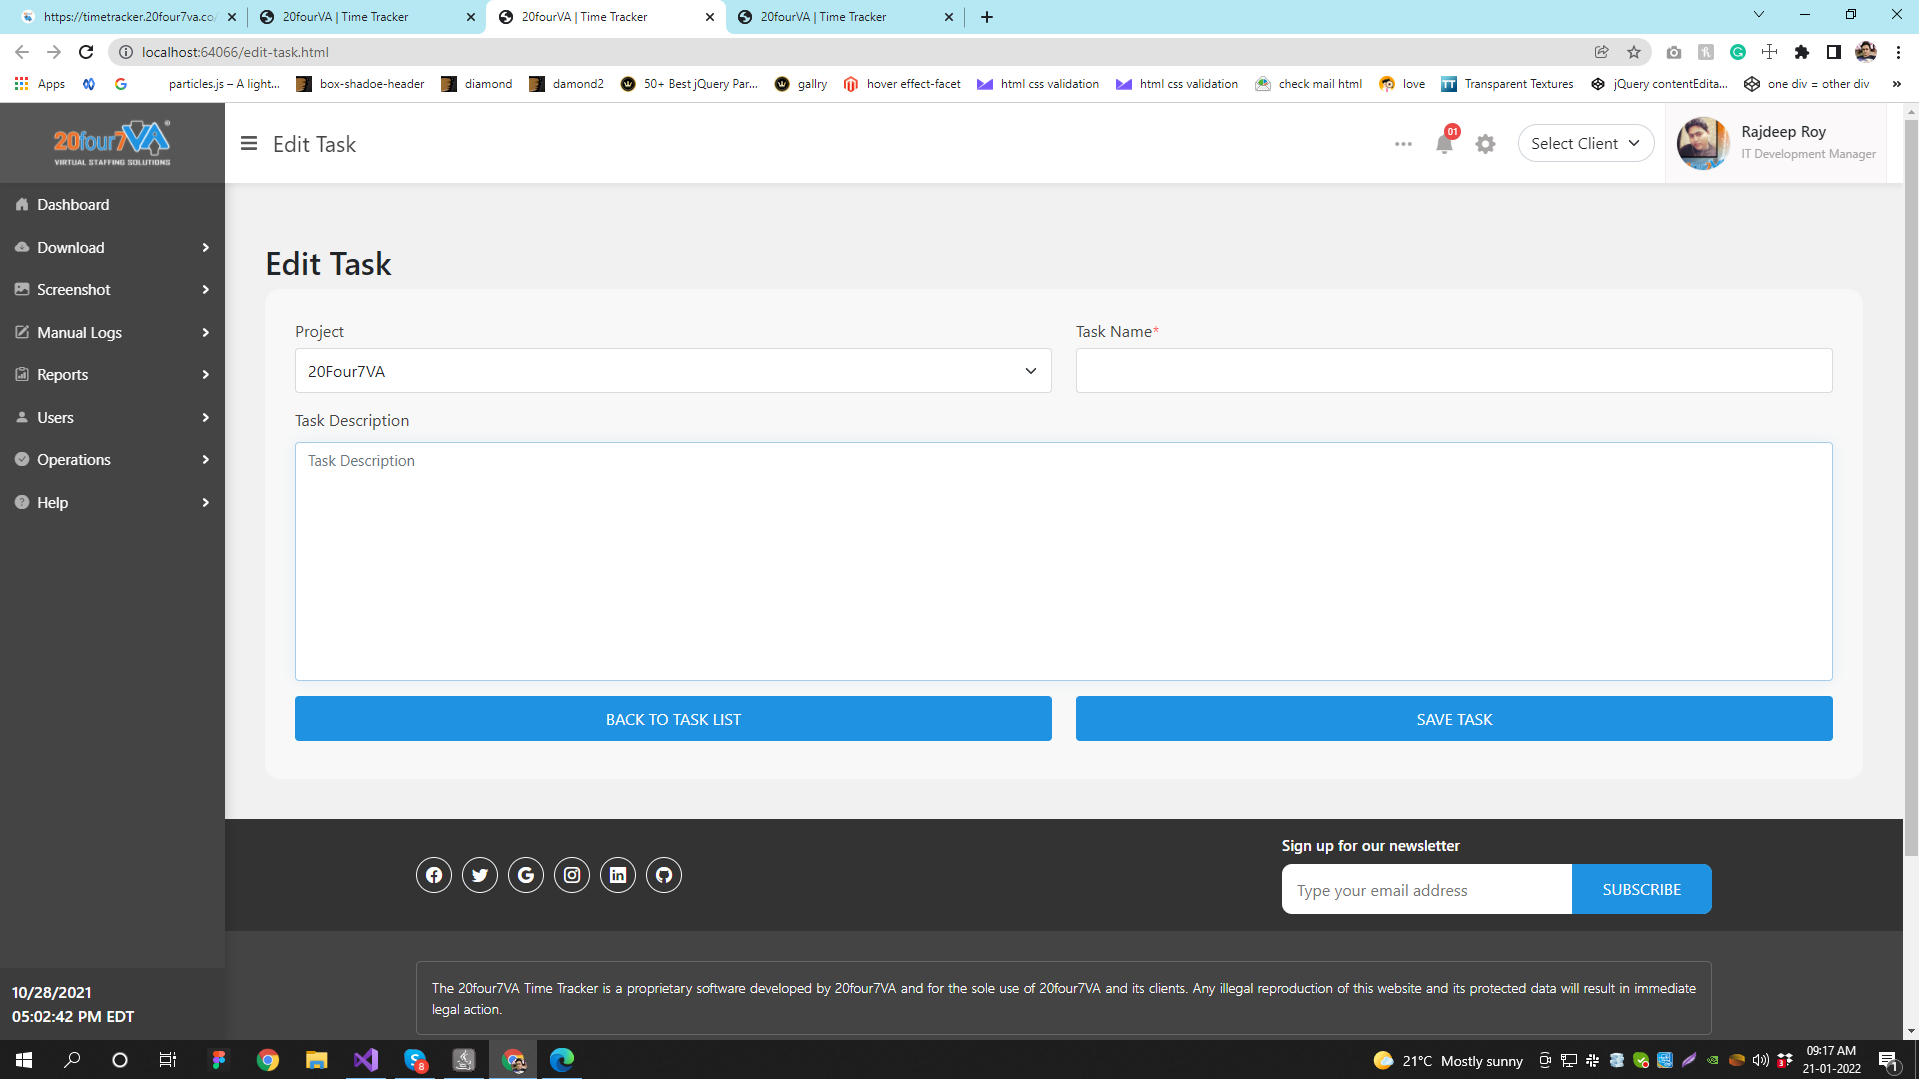 https://timetracker.20four7va.co/
20fourVA | Time Tracker
20fourVA | Time Tracker
20fourVA | Time Tracker
localhost:64066/edit-task.html
Apps
particles.js – A light...
box-shadoe-header
diamond
damond2
50+ Best jQuery Par...
gallry
hover effect-facet
html css validation
html css validation
check mail html
love
TT
Transparent Textures
jQuery contentEdita...
one div = other div
»
20four7VA
VIRTUAL STAFFING SOLUTIONS
Edit Task
01
Select Client
Rajdeep Roy
IT Development Manager
Dashboard
Download
Screenshot
Manual Logs
Reports
Users
Operations
Help
Edit Task
Project
Task Name*
20Four7VA
Task Description
Task Description
BACK TO TASK LIST
SAVE TASK
Sign up for our newsletter
Type your email address
SUBSCRIBE
The 20four7VA Time Tracker is a proprietary software developed by 20four7VA and for the sole use of 20four7VA and its clients. Any illegal reproduction of this website and its protected data will result in immediate
legal action.
10/28/2021
05:02:42 PM EDT
8
21°C Mostly sunny
3
09:17 AM
21-01-2022
1